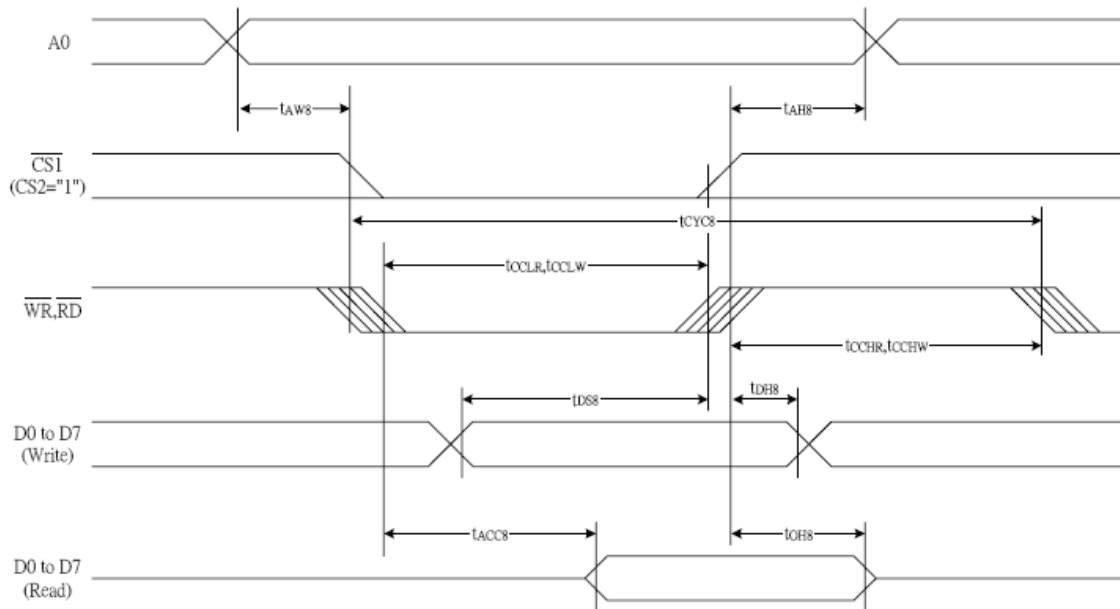 A0
tAW8
tAH8
CS1
(CS2="1")
tCYC8
tCCLR,tCCLW
WR,RD
tCCHR,tCCHW
tDH8
tDS8
D0 to D7
(Write)
tACC8
tOH8
D0 to D7
(Read)